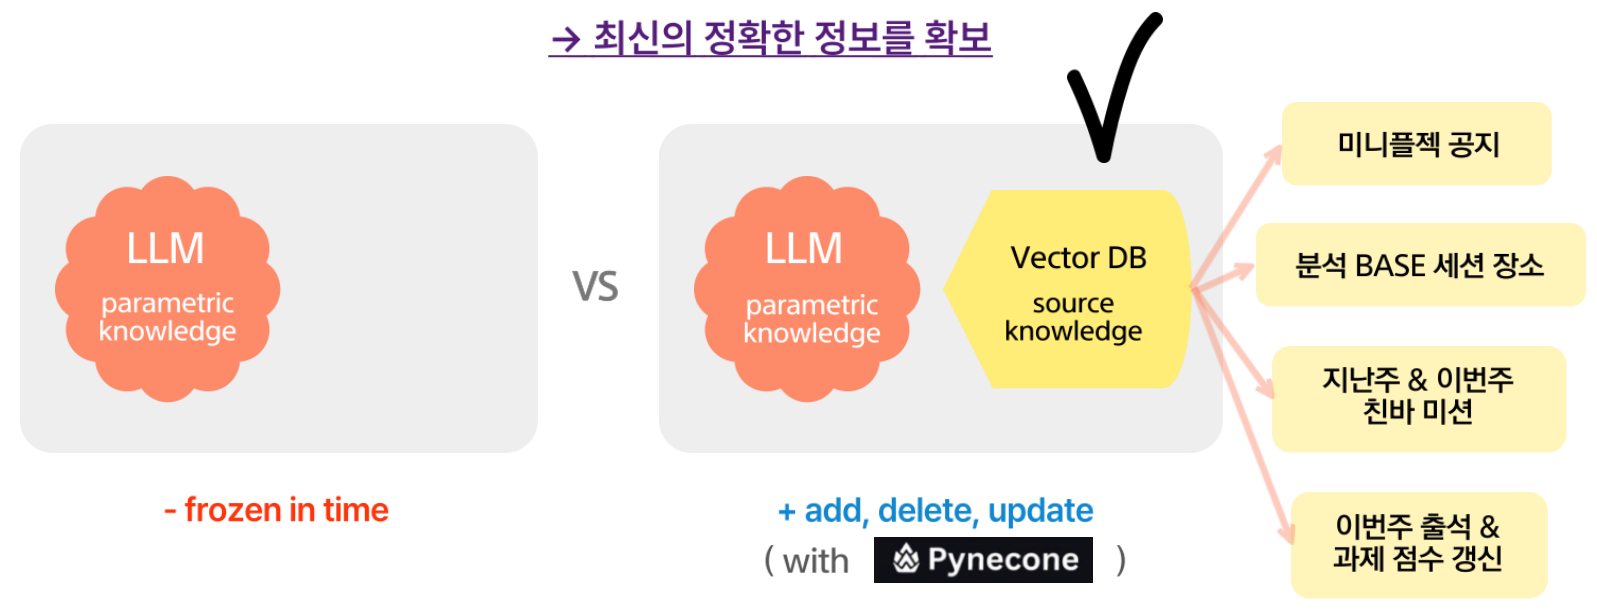 → 최신의 정확한 정보를 확보
LLM
parametric
knowledge
- frozen in time
VS
LLM
parametric
knowledge
Vector DB
source
knowledge
+ add, delete, update
( with Pynecone )
미니플젝 공지
분석 BASE 세션 장소
지난주 & 이번주
친바 미션
이번주 출석 &
과제 점수 갱신